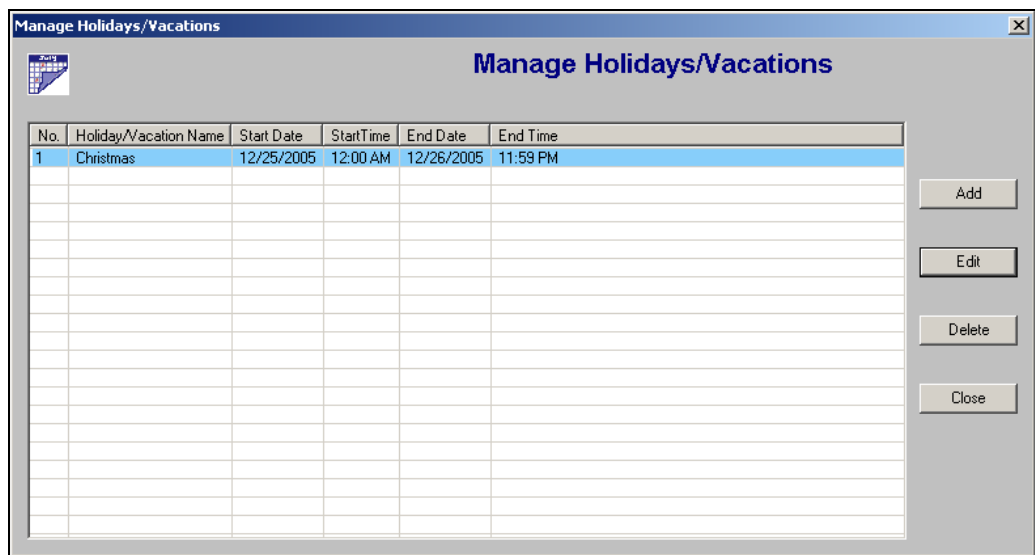 Manage Holidays/Vacations
July
Manage Holidays/Vacations
No. Holiday/Vacation Name Start Date StartTime End Date End Time
1 Christmas 12/25/2005 12:00 AM 12/26/2005 11:59 PM
Add
Edit
Delete
Close